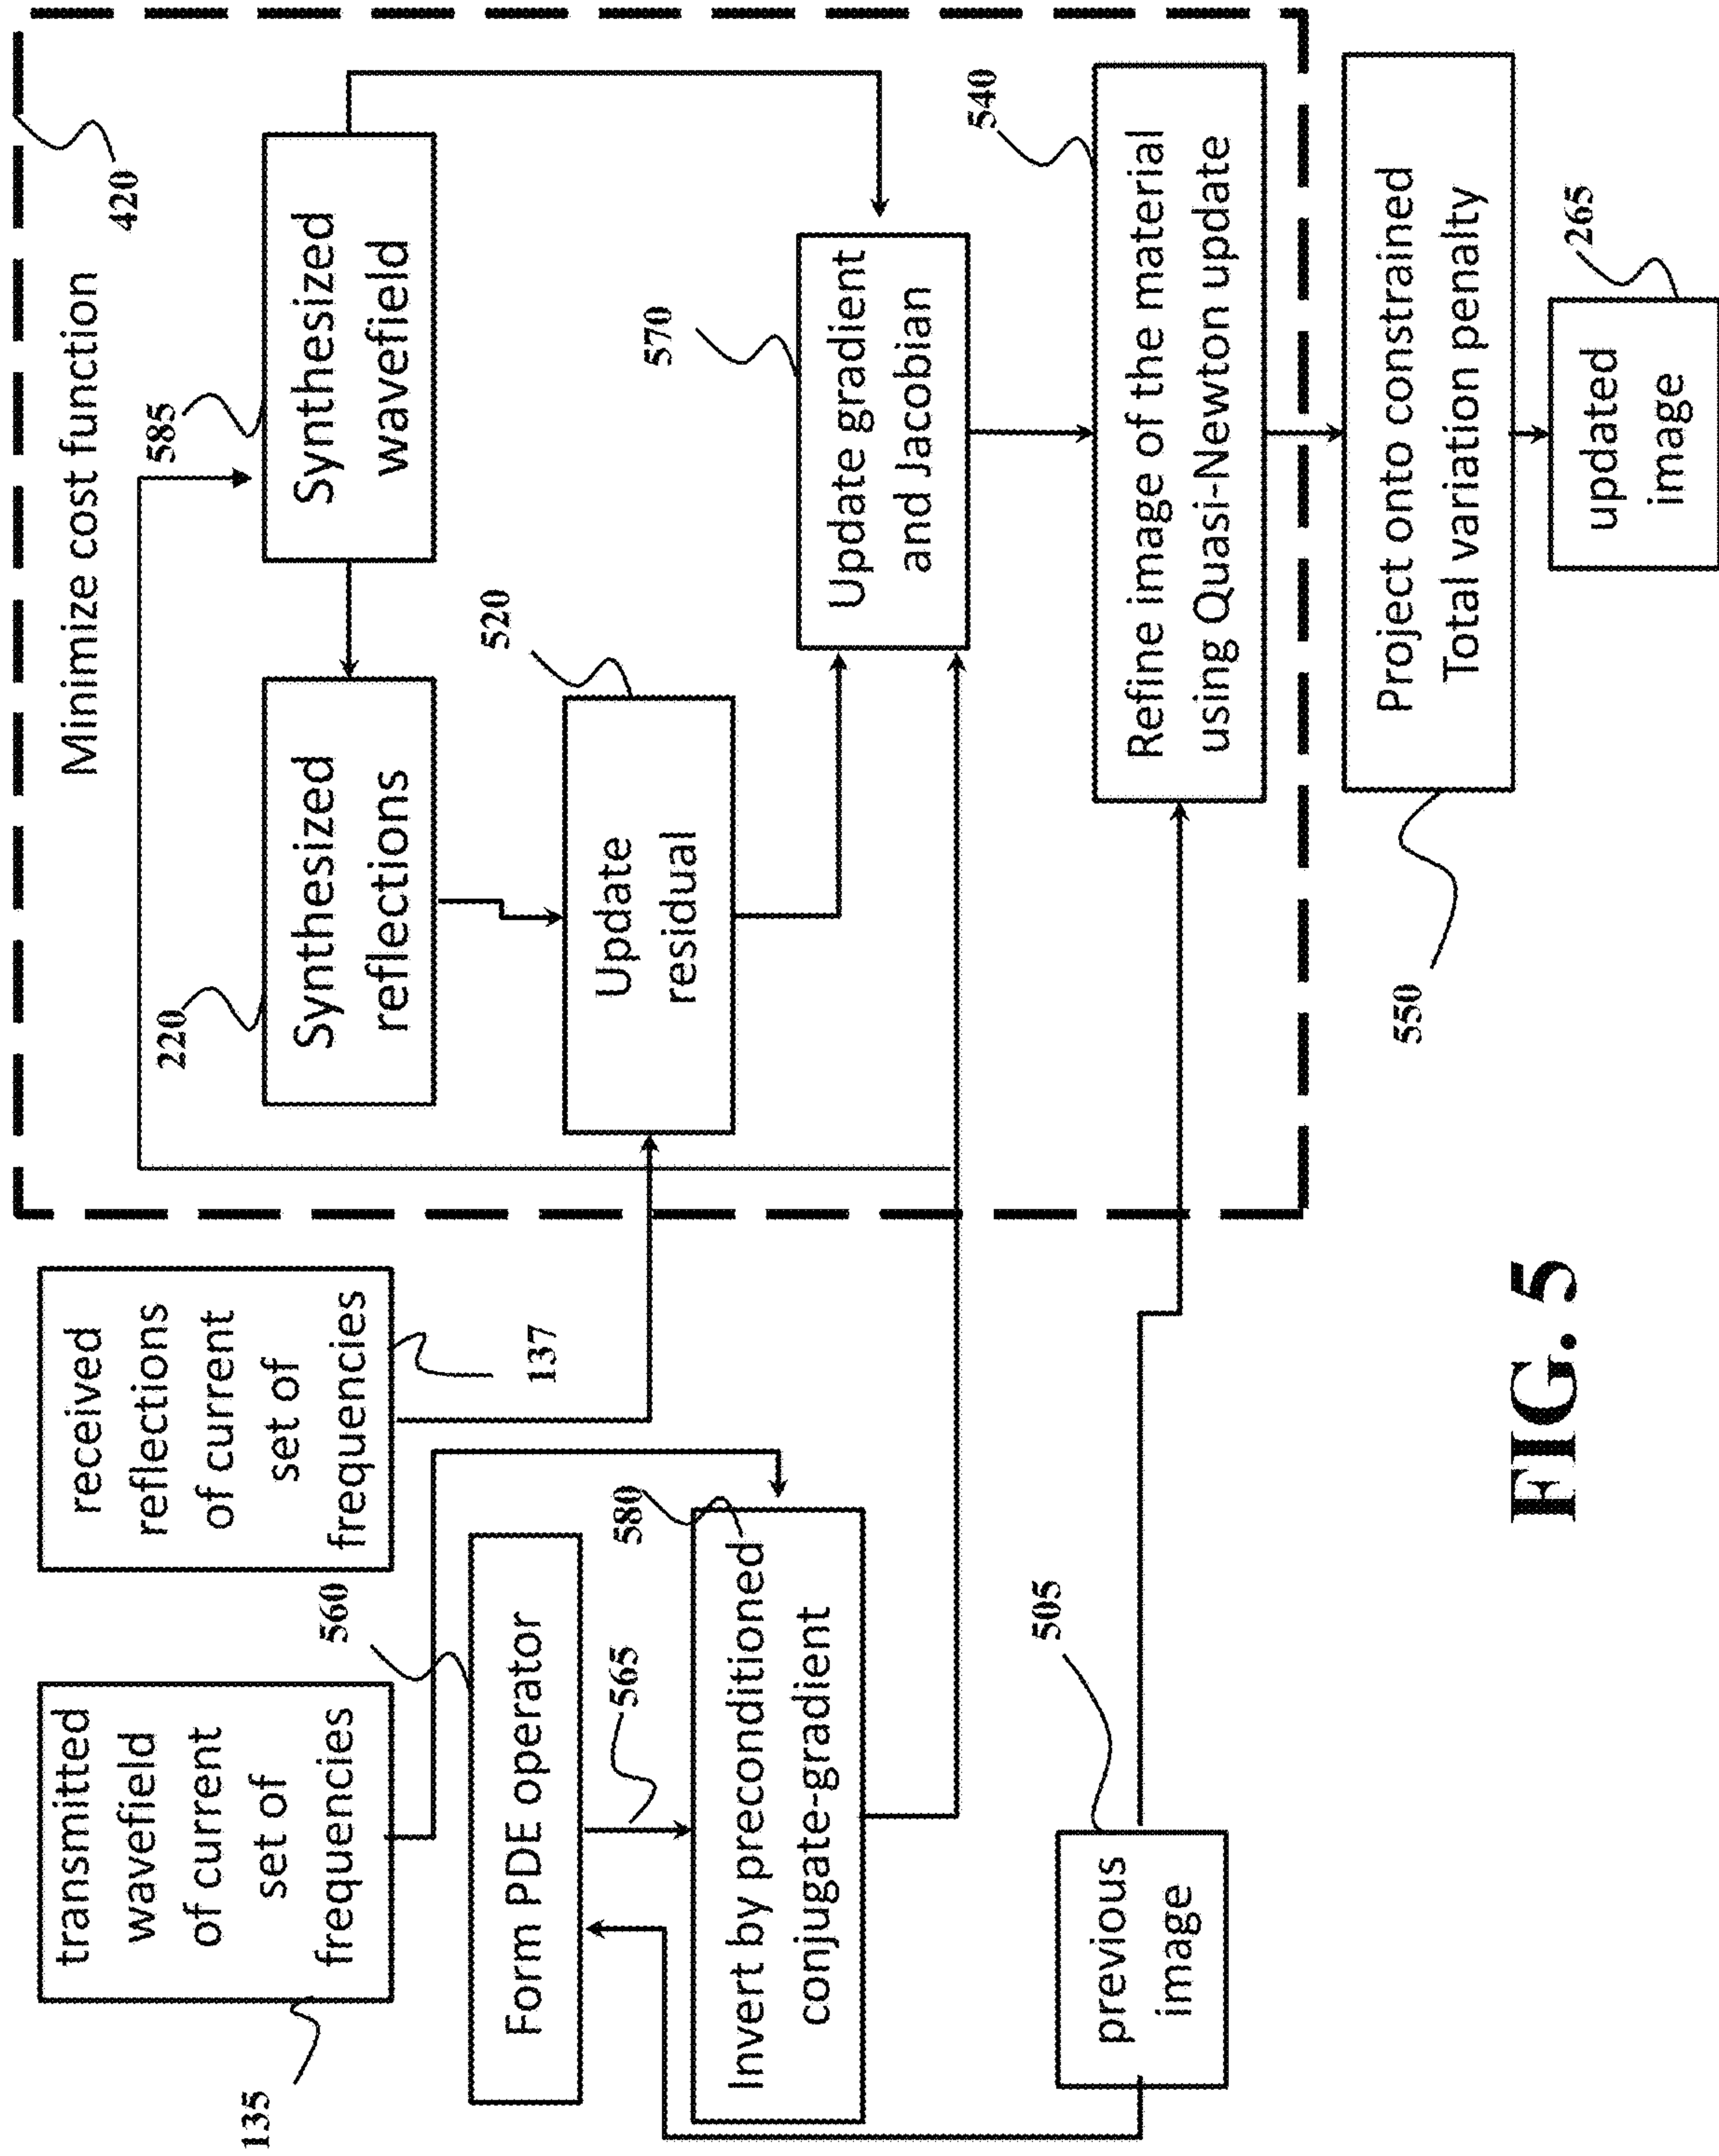 135
transmitted
wavefield
of current
set of
frequencies
received
reflections
of current
set of
frequencies
137
560
Form PDE operator
565
580
Invert by preconditioned
conjugate-gradient
505
previous
image
420
Minimize cost function
220
Synthesized
reflections
585
Synthesized
wavefield
520
Update
residual
570
Update gradient
and Jacobian
540
Refine image of the material
using Quasi-Newton update
550
Project onto constrained
Total variation penalty
265
updated
image
FIG. 5